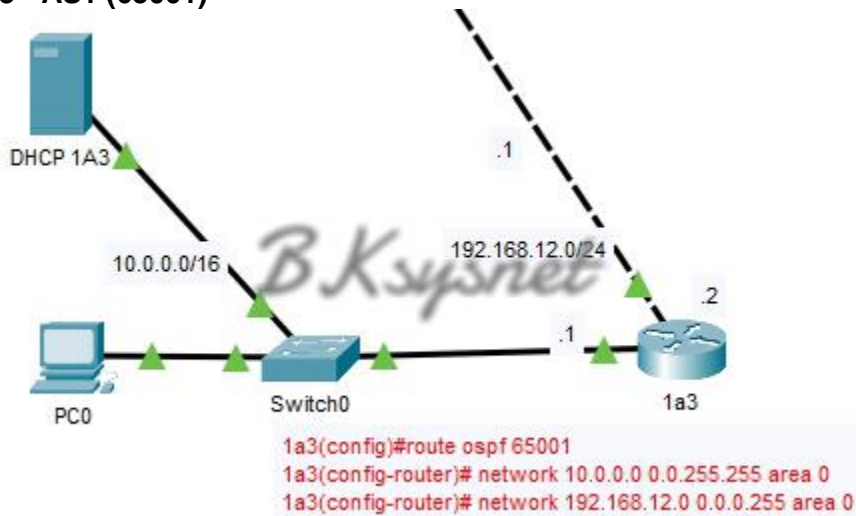 .1
DHCP 1A3
192.168.12.0/24
10.0.0.0/16
BKsysnet
.2
.1
PC0
Switch0
1a3
1a3(config)#route ospf 65001
1a3(config-router)# network 10.0.0.0 0.0.255.255 area 0
1a3(config-router)# network 192.168.12.0 0.0.0.255 area 0